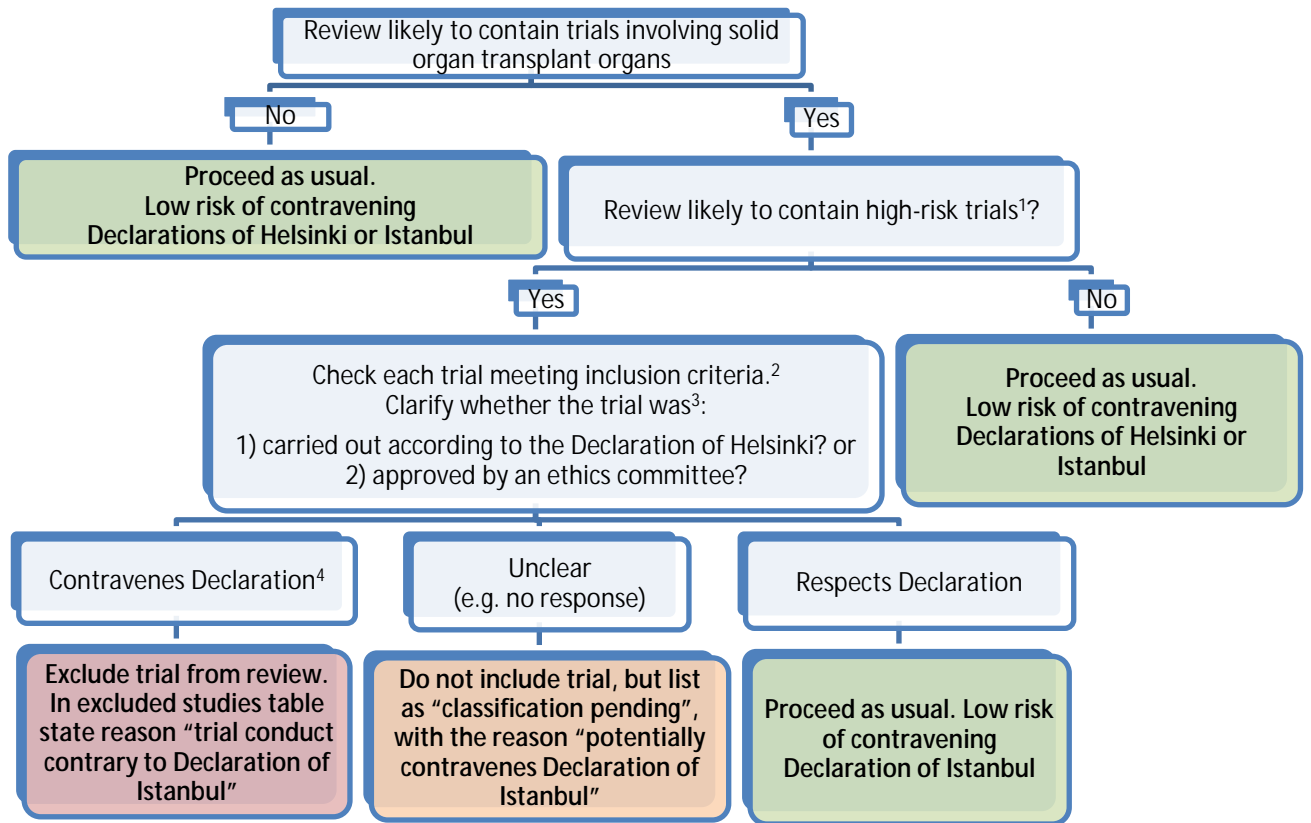 Review likely to contain trials involving solid
organ transplant organs
No
Yes
Proceed as usual.
Low risk of contravening
Declarations of Helsinki or Istanbul
Review likely to contain high-risk trials¹?
Yes
No
Check each trial meeting inclusion criteria.²
Clarify whether the trial was³:
1) carried out according to the Declaration of Helsinki? or
2) approved by an ethics committee?
Proceed as usual.
Low risk of contravening
Declarations of Helsinki or
Istanbul
Contravenes Declaration⁴
Unclear
(e.g. no response)
Respects Declaration
Exclude trial from review.
In excluded studies table
state reason “trial conduct
contrary to Declaration of
Istanbul”
Do not include trial, but list
as “classification pending”,
with the reason “potentially
contravenes Declaration of
Istanbul”
Proceed as usual. Low risk
of contravening
Declaration of Istanbul